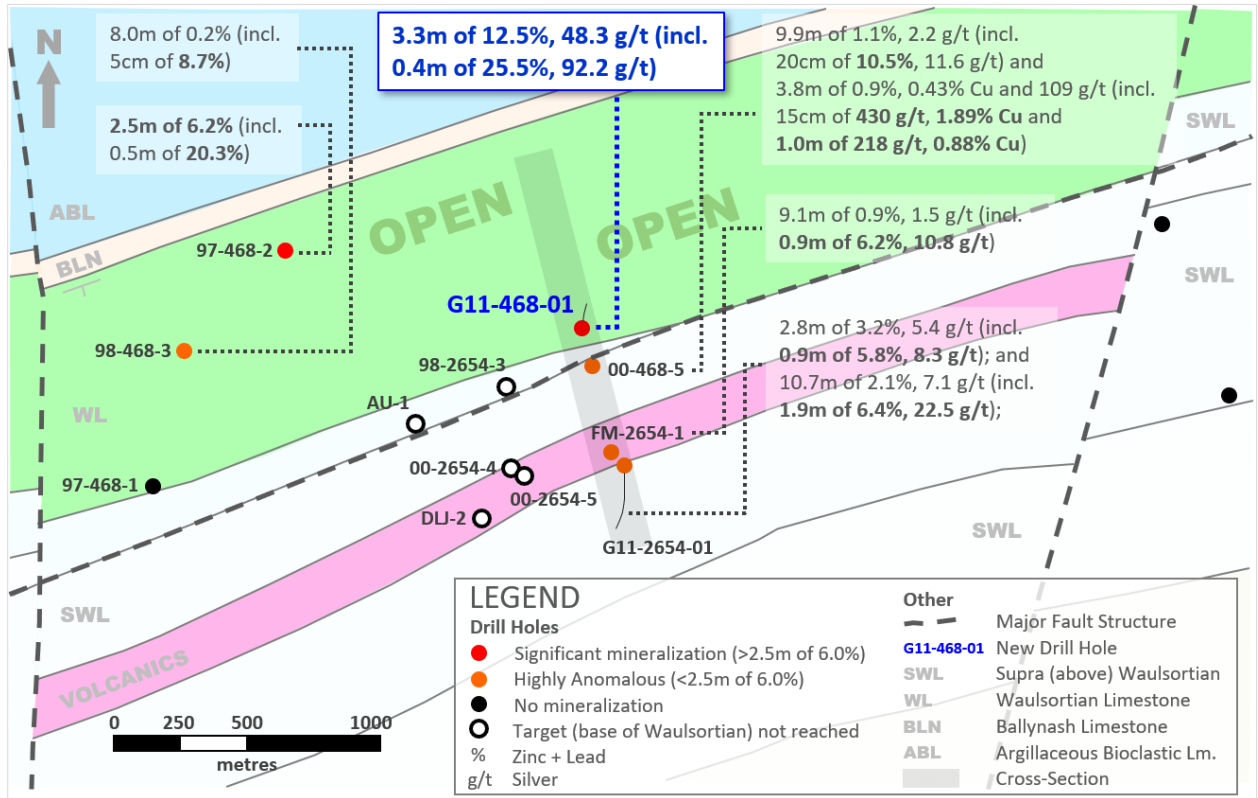 N
8.0m of 0.2% (incl.
5cm of 8.7%)
2.5m of 6.2% (incl.
0.5m of 20.3%)
3.3m of 12.5%, 48.3 g/t (incl.
0.4m of 25.5%, 92.2 g/t)
9.9m of 1.1%, 2.2 g/t (incl.
20cm of 10.5%, 11.6 g/t) and
3.8m of 0.9%, 0.43% Cu and 109 g/t (incl.
15cm of 430 g/t, 1.89% Cu and
1.0m of 218 g/t, 0.88% Cu)
SWL
ABL
OPEN
OPEN
9.1m of 0.9%, 1.5 g/t (incl.
0.9m of 6.2%, 10.8 g/t)
97-468-2
BLN
SWL
G11-468-01
2.8m of 3.2%, 5.4 g/t (incl.
0.9m of 5.8%, 8.3 g/t); and
10.7m of 2.1%, 7.1 g/t (incl.
1.9m of 6.4%, 22.5 g/t);
98-468-3
98-2654-3
00-468-5
AU-1
WL
FM-2654-1
00-2654-4
97-468-1
00-2654-5
DLJ-2
G11-2654-01
SWL
SWL
VOLCANICS
0 250 500 1000
metres
LEGEND
Drill Holes
Significant mineralization (>2.5m of 6.0%)
Highly Anomalous (<2.5m of 6.0%)
No mineralization
Target (base of Waulsortian) not reached
% Zinc + Lead
g/t Silver
Other
Major Fault Structure
G11-468-01 New Drill Hole
SWL Supra (above) Waulsortian
WL Waulsortian Limestone
BLN Ballynash Limestone
ABL Argillaceous Bioclastic Lm.
Cross-Section